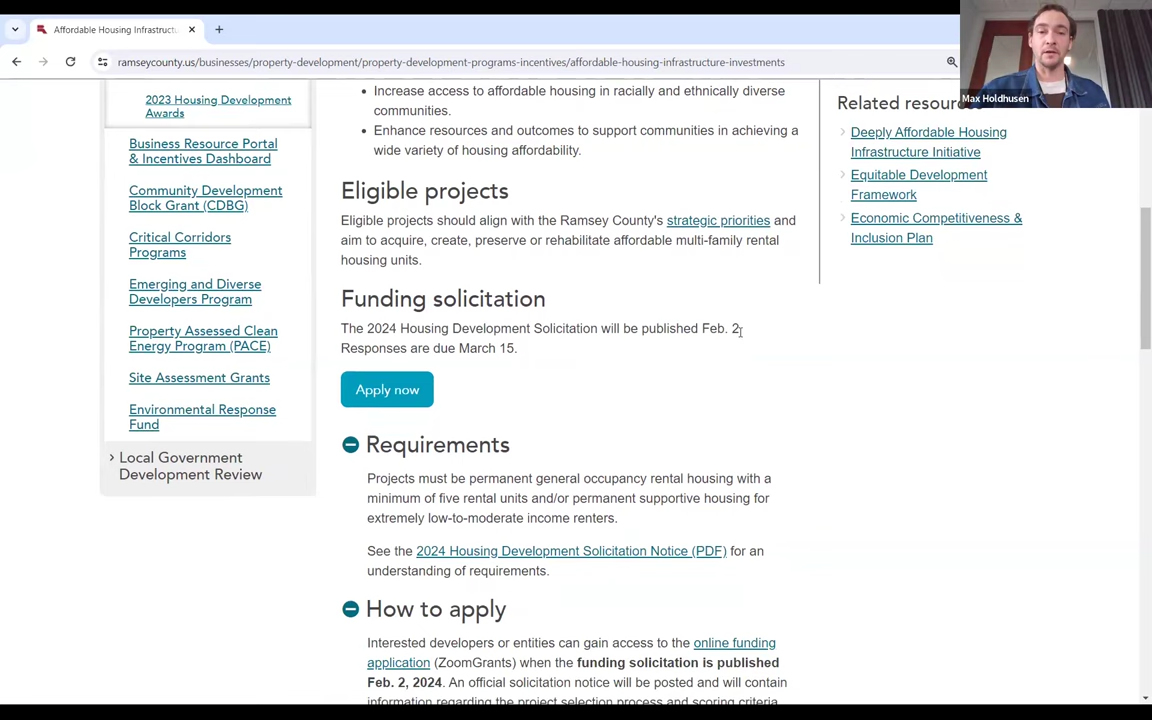 Affordable Housing Infrastructu
ramseycounty.us/businesses/property-development/property-development-programs-incentives/affordable-housing-infrastructure-investments
Max Holdhusen
2023 Housing Development
Awards
Business Resource Portal
& Incentives Dashboard
Community Development
Block Grant (CDBG)
Critical Corridors
Programs
Emerging and Diverse
Developers Program
Property Assessed Clean
Energy Program (PACE)
Site Assessment Grants
Environmental Response
Fund
Local Government
Development Review
• Increase access to affordable housing in racially and ethnically diverse
communities.
• Enhance resources and outcomes to support communities in achieving a
wide variety of housing affordability.
Eligible projects
Eligible projects should align with the Ramsey County's strategic priorities and
aim to acquire, create, preserve or rehabilitate affordable multi-family rental
housing units.
Funding solicitation
The 2024 Housing Development Solicitation will be published Feb. 2.
Responses are due March 15.
Apply now
Requirements
Projects must be permanent general occupancy rental housing with a
minimum of five rental units and/or permanent supportive housing for
extremely low-to-moderate income renters.
See the 2024 Housing Development Solicitation Notice (PDF) for an
understanding of requirements.
How to apply
Interested developers or entities can gain access to the online funding
application (ZoomGrants) when the funding solicitation is published
Feb. 2, 2024. An official solicitation notice will be posted and will contain
information regarding the project selection process and scoring criteria.
Related resources
Deeply Affordable Housing
Infrastructure Initiative
Equitable Development
Framework
Economic Competitiveness &
Inclusion Plan